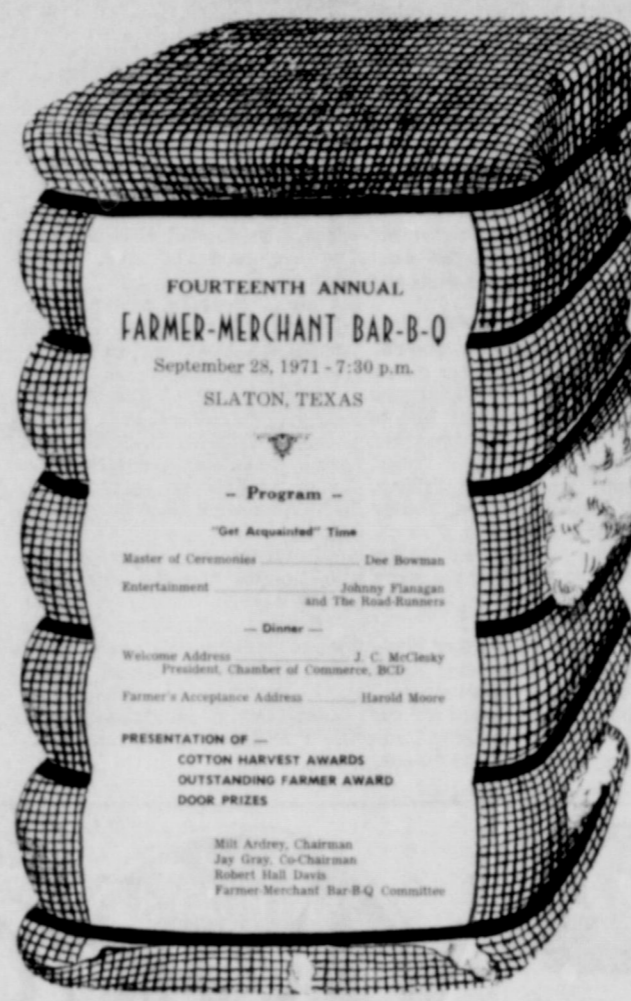 FOURTEENTH ANNUAL
FARMER-MERCHANT BAR-B-Q
September 28, 1971 - 7:30 p.m.
SLATON, TEXAS
– Program –
"Get Acquainted" Time
Master of Ceremonies ........................ Dee Bowman
Entertainment ........................ Johnny Flanagan
and The Road-Runners
— Dinner —
Welcome Address ........................ J. C. McClesky
President, Chamber of Commerce, BCD
Farmer's Acceptance Address ............ Harold Moore
PRESENTATION OF —
COTTON HARVEST AWARDS
OUTSTANDING FARMER AWARD
DOOR PRIZES
Milt Ardrey, Chairman
Jay Gray, Co-Chairman
Robert Hall Davis
Farmer-Merchant Bar-B-Q Committee